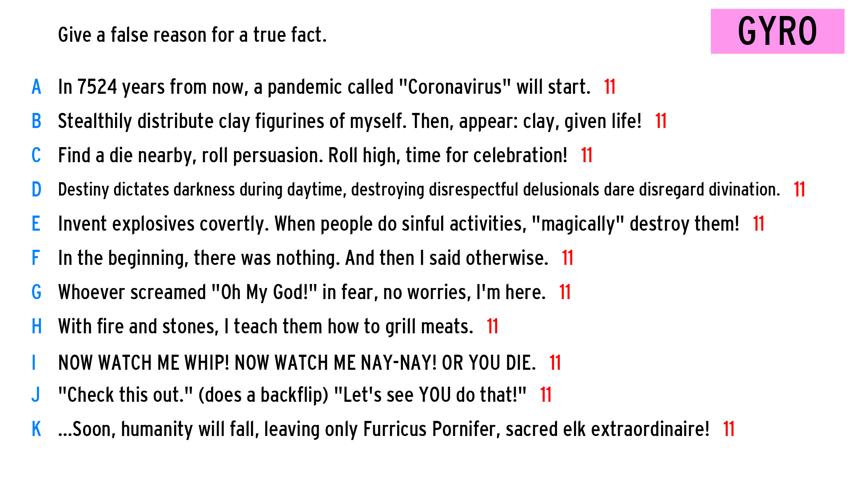 Give a false reason for a true fact.
GYRO
A In 7524 years from now, a pandemic called "Coronavirus" will start. 11
B Stealthily distribute clay figurines of myself. Then, appear: clay, given life! 11
C Find a die nearby, roll persuasion. Roll high, time for celebration! 11
D Destiny dictates darkness during daytime, destroying disrespectful delusionals dare disregard divination. 11
E Invent explosives covertly. When people do sinful activities, "magically" destroy them! 11
F In the beginning, there was nothing. And then I said otherwise. 11
G Whoever screamed "Oh My God!" in fear, no worries, I'm here. 11
H With fire and stones, I teach them how to grill meats. 11
I NOW WATCH ME WHIP! NOW WATCH ME NAY-NAY! OR YOU DIE. 11
J "Check this out." (does a backflip) "Let's see YOU do that!" 11
K ...Soon, humanity will fall, leaving only Furricus Pornifer, sacred elk extraordinaire! 11